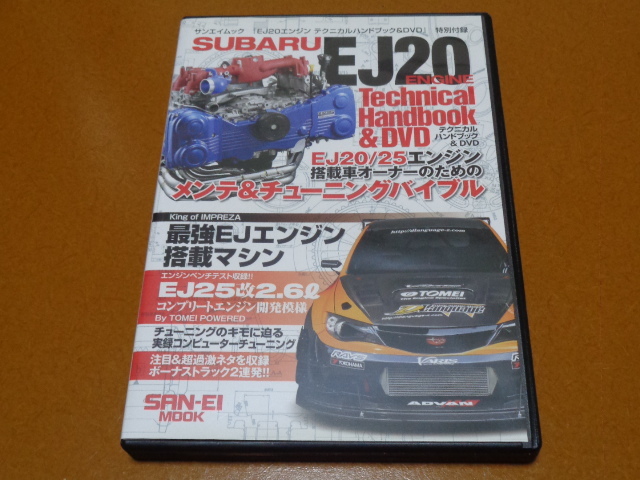 サンエイムック 「EJ20エンジン テクニカルハンドブック&DVD」 特別付録
SUBARU EJ20
ENGINE
Technical
Handbook
& DVD
テクニカル
ハンドブック
& DVD
EJ20/25エンジン
搭載車オーナーのための
メンテ&チューニングバイブル
King of IMPREZA
最強EJエンジン
搭載マシン
エンジンベンチテスト収録!!
EJ25改2.6ℓ
コンプリートエンジン開発模様
By TOMEI POWERED
チューニングのキモに迫る
実録コンピューターチューニング
注目&超過激ネタを収録
ボーナストラック2連発!!
SAN-EI
MOOK
TOMEI
Language
RAYS
YOKOHAMA
VARIS
ADVAN